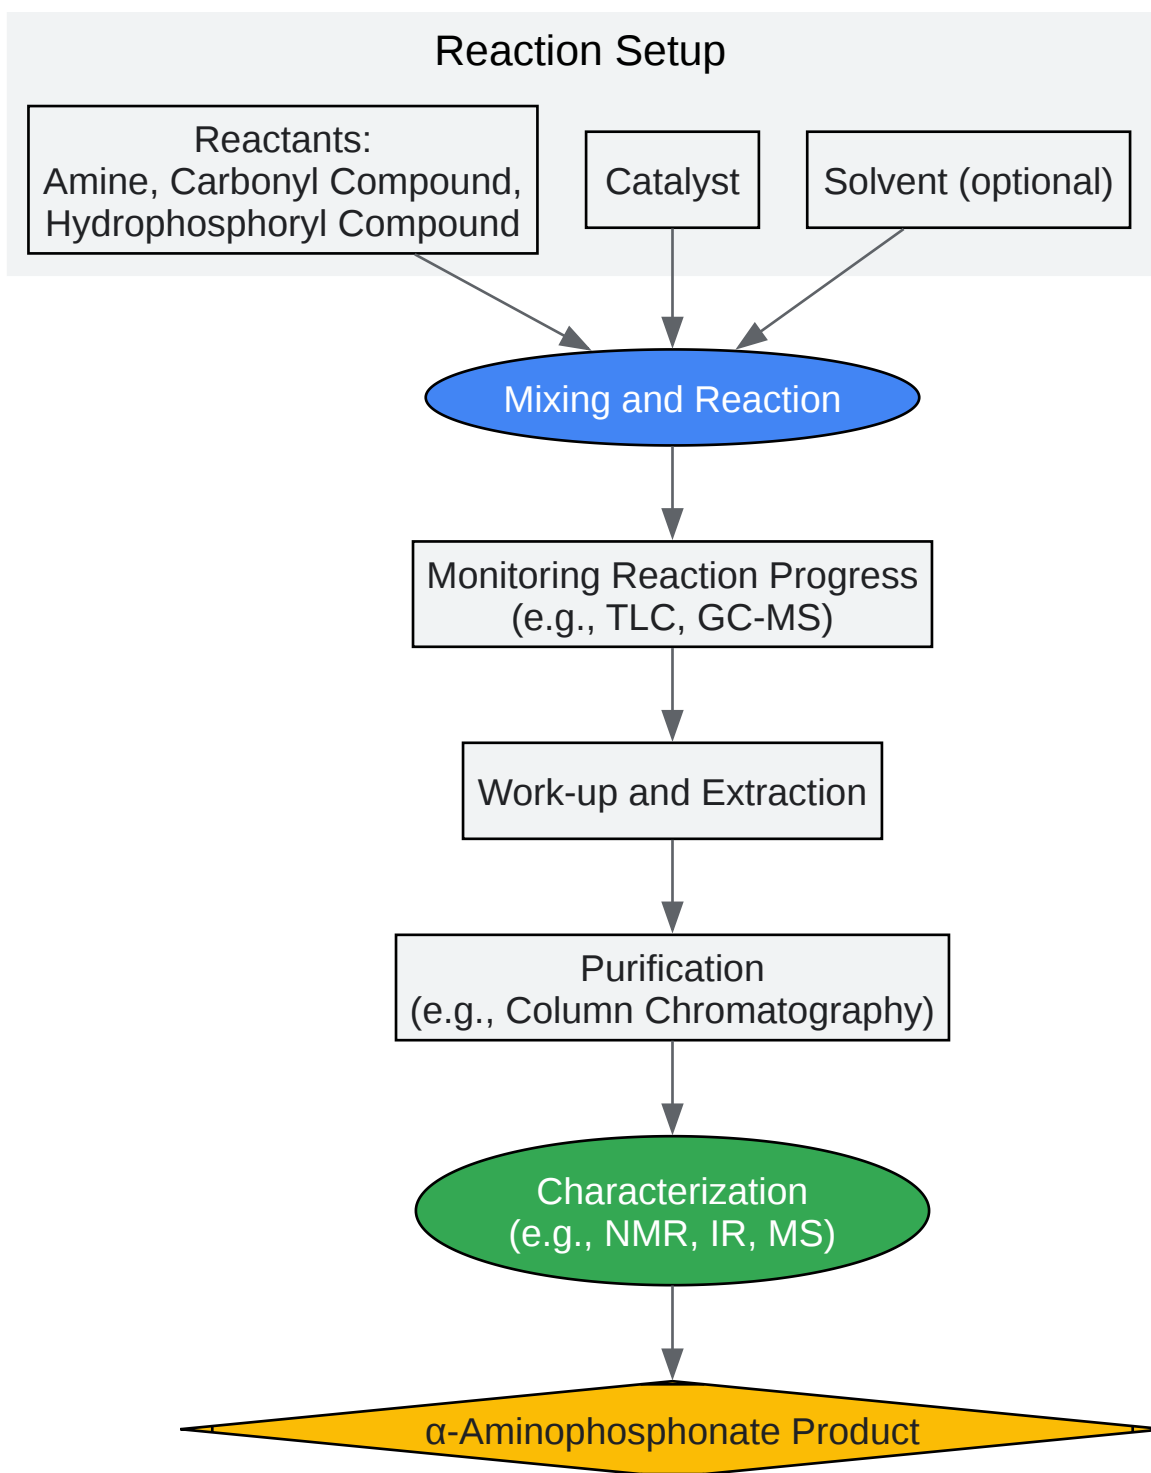 Reaction Setup
Reactants:
Amine, Carbonyl Compound,
Hydrophosphoryl Compound
Catalyst
Solvent (optional)
Mixing and Reaction
Monitoring Reaction Progress
(e.g., TLC, GC-MS)
Work-up and Extraction
Purification
(e.g., Column Chromatography)
Characterization
(e.g., NMR, IR, MS)
α-Aminophosphonate Product